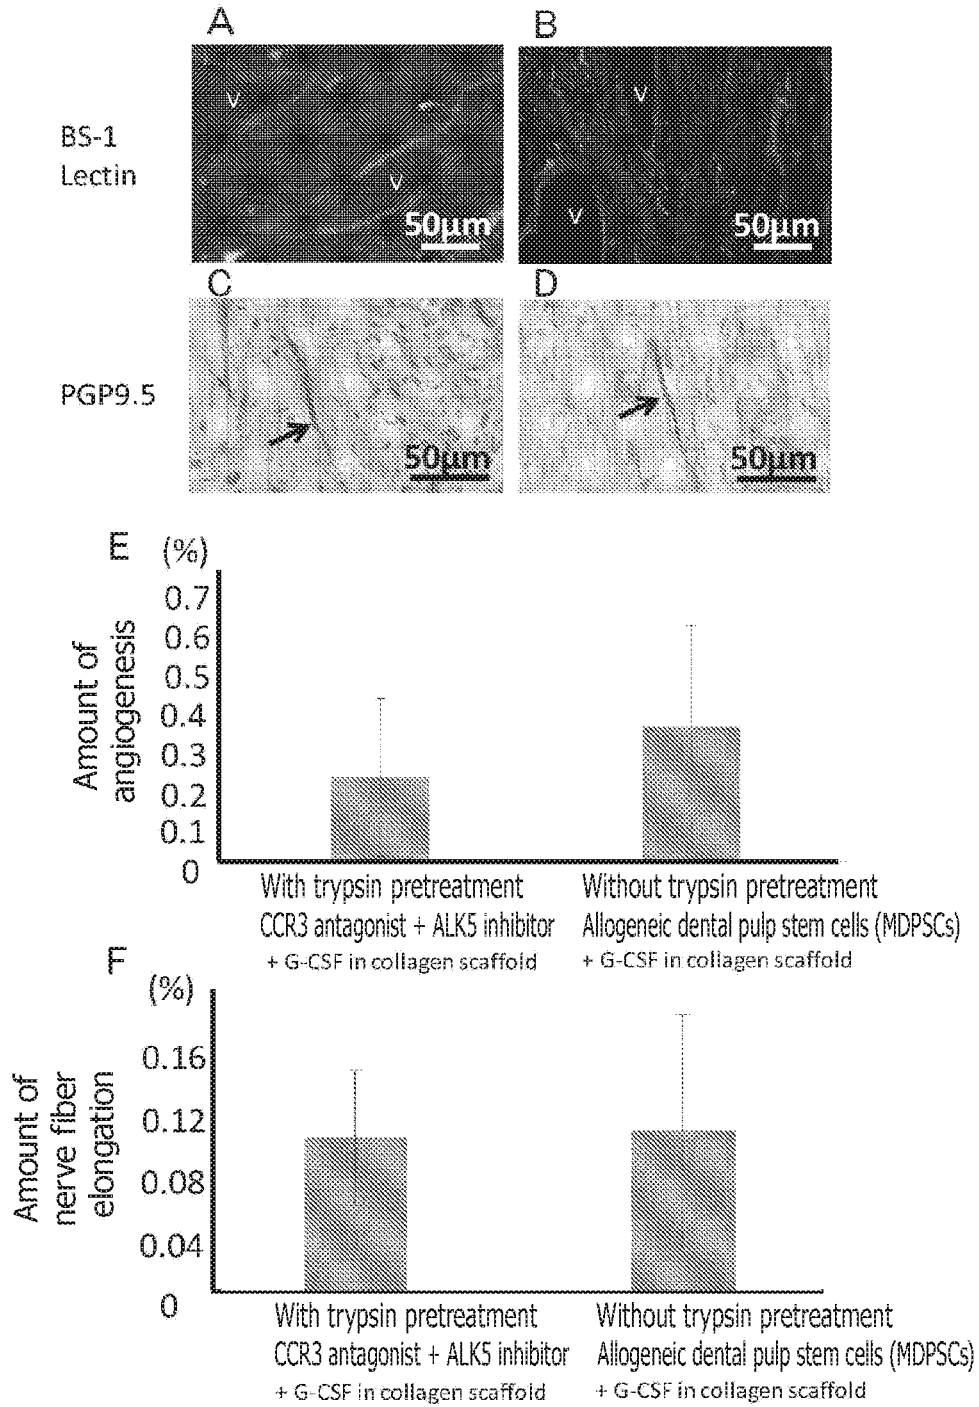 A
B
BS-1
Lectin
V
V
50µm
V
V
50µm
C
D
PGP9.5
50µm
50µm
E
(%)
Amount of
angiogenesis
0.7
0.6
0.5
0.4
0.3
0.2
0.1
0
With trypsin pretreatment
CCR3 antagonist + ALK5 inhibitor
+ G-CSF in collagen scaffold
Without trypsin pretreatment
Allogeneic dental pulp stem cells (MDPSCs)
+ G-CSF in collagen scaffold
F
(%)
Amount of
nerve fiber
elongation
0.16
0.12
0.08
0.04
0
With trypsin pretreatment
CCR3 antagonist + ALK5 inhibitor
+ G-CSF in collagen scaffold
Without trypsin pretreatment
Allogeneic dental pulp stem cells (MDPSCs)
+ G-CSF in collagen scaffold